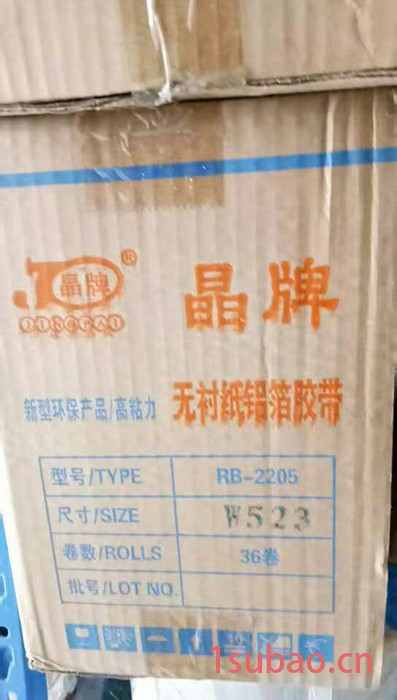 晶牌
®
JINGPAI
晶牌
新型环保产品/高粘力
无衬纸铝箔胶带
型号/TYPE RB-2205
尺寸/SIZE W523
卷数/ROLLS 36卷
批号/LOT NO.
1subao.cn